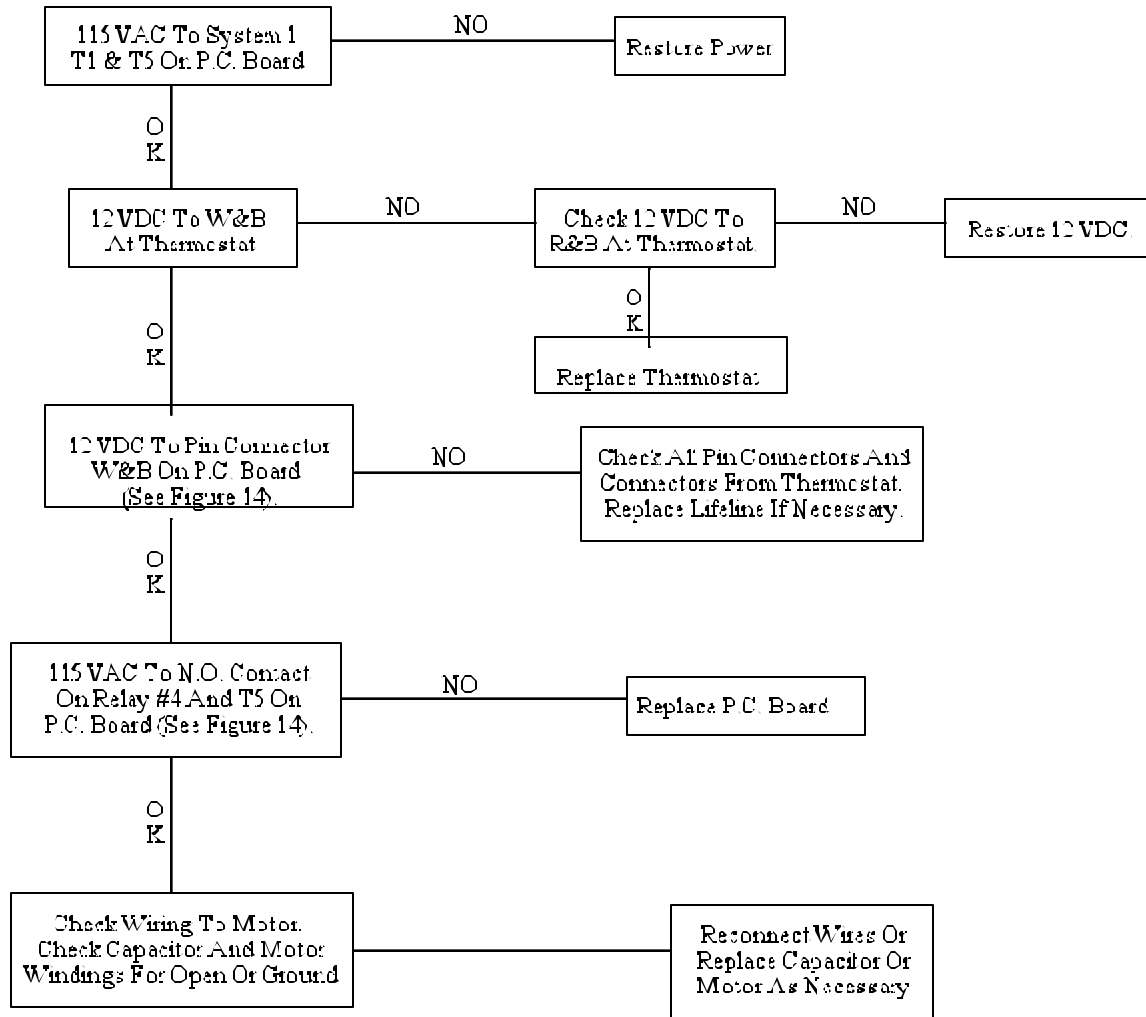 115 VAC To System 1
T1 & T5 On P.C. Board
NO
Restore Power
O
K
12 VDC To W&B
At Thermostat
NO
Check 12 VDC To
R&B At Thermostat.
NO
Restore 12 VDC.
O
K
O
K
Replace Thermostat
12 VDC To Pin Connector
W&B On P.C. Board
(See Figure 14).
NO
Check All Pin Connectors And
Connectors From Thermostat.
Replace Lifeline If Necessary.
O
K
115 VAC To N.O. Contact
On Relay #4 And T5 On
P.C. Board (See Figure 14).
NO
Replace P.C. Board
O
K
Check Wiring To Motor.
Check Capacitor And Motor
Windings For Open Or Ground
Reconnect Wires Or
Replace Capacitor Or
Motor As Necessary